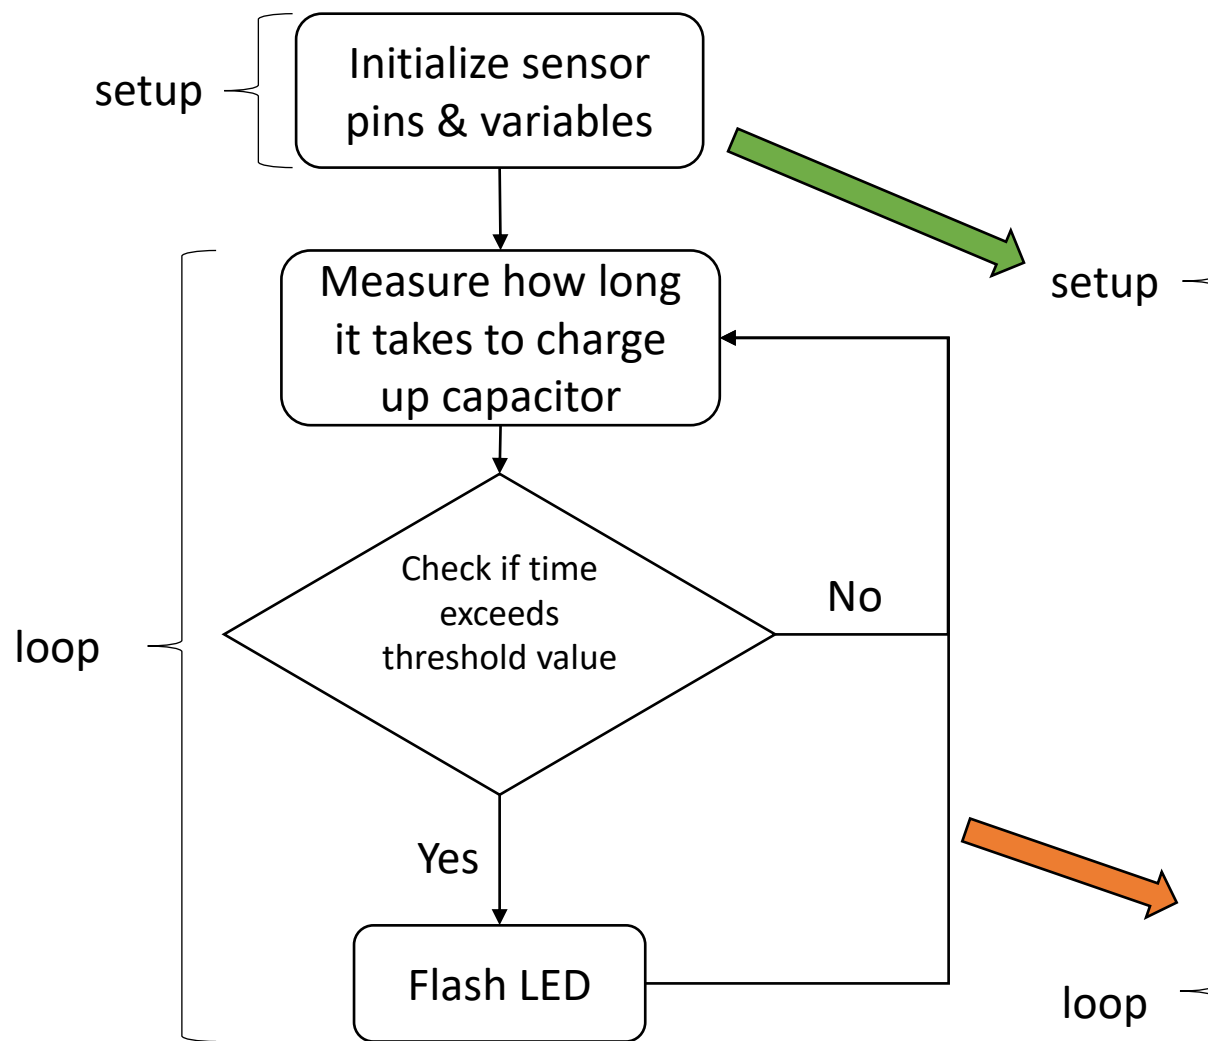 setup
Initialize sensor
pins & variables
setup
Measure how long
it takes to charge
up capacitor
Check if time
exceeds
threshold value
No
loop
Yes
Flash LED
loop